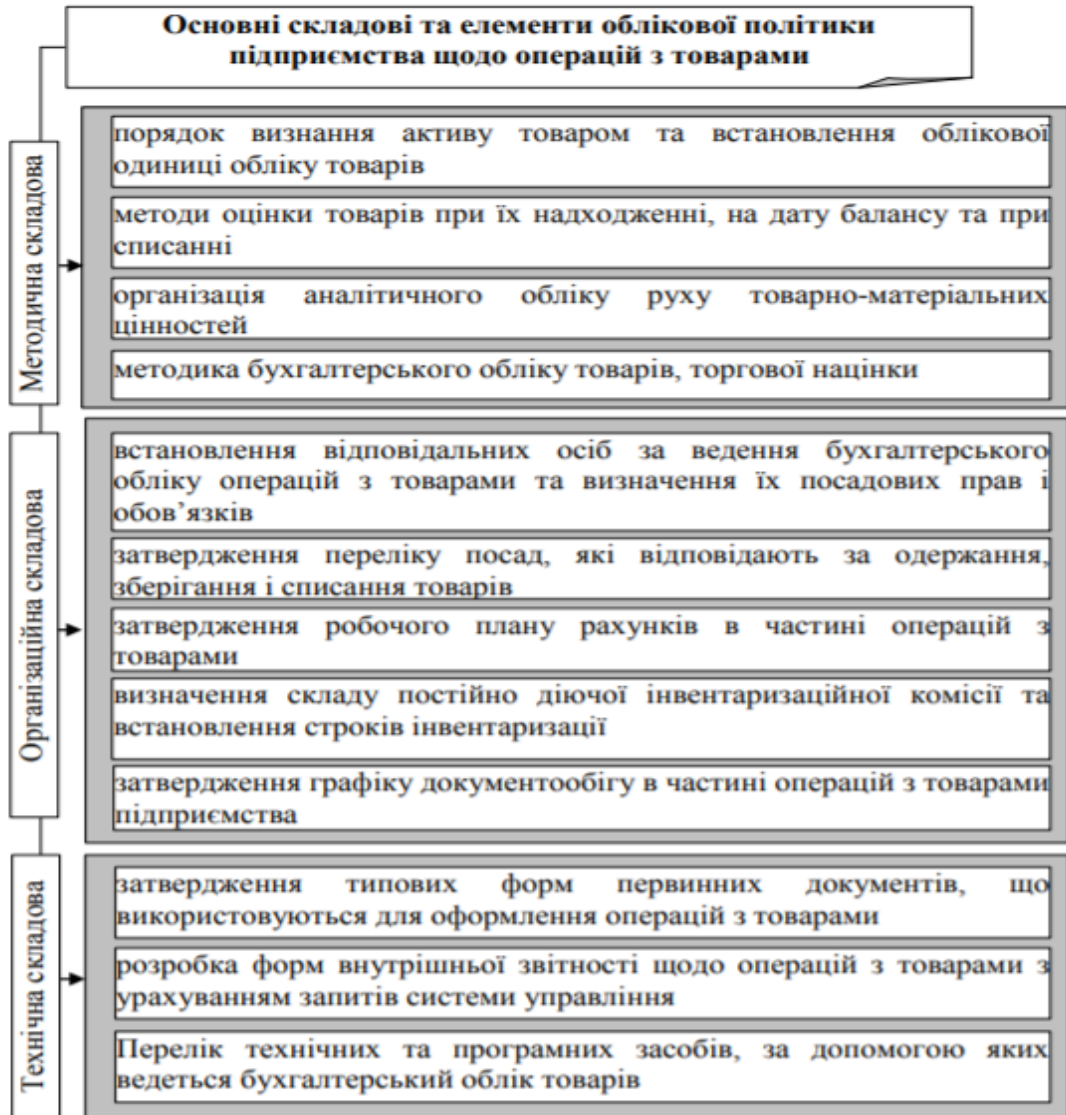 Основні складові та елементи облікової політики
підприємства щодо операцій з товарами
Методична складова
порядок визнання активу товаром та встановлення облікової
одиниці обліку товарів
методи оцінки товарів при їх надходженні, на дату балансу та при
списанні
організація аналітичного обліку руху товарно-матеріальних
цінностей
методика бухгалтерського обліку товарів, торгової націнки
Організаційна складова
встановлення відповідальних осіб за ведення бухгалтерського
обліку операцій з товарами та визначення їх посадових прав і
обов’язків
затвердження переліку посад, які відповідають за одержання,
зберігання і списання товарів
затвердження робочого плану рахунків в частині операцій з
товарами
визначення складу постійно діючої інвентаризаційної комісії та
встановлення строків інвентаризації
затвердження графіку документообігу в частині операцій з товарами
підприємства
Технічна складова
затвердження типових форм первинних документів, що
використовуються для оформлення операцій з товарами
розробка форм внутрішньої звітності щодо операцій з товарами з
урахуванням запитів системи управління
Перелік технічних та програмних засобів, за допомогою яких
ведеться бухгалтерський облік товарів